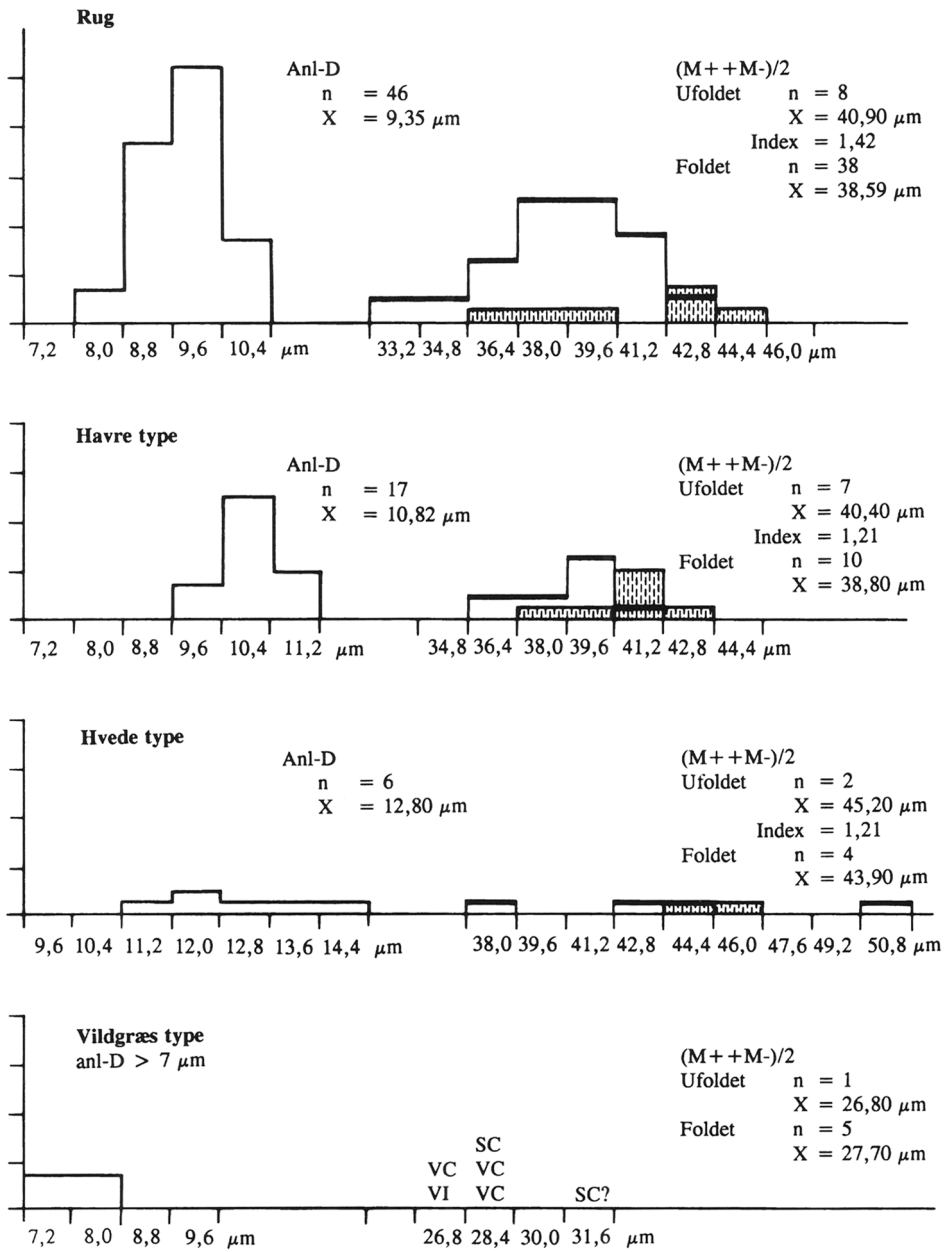 Rug
Anl-D
n = 46
X = 9,35 μm
(M++M-)/2
Ufoldet n = 8
X = 40,90 μm
Index = 1,42
Foldet n = 38
X = 38,59 μm
7,2 8,0 8,8 9,6 10,4 μm 33,2 34,8 36,4 38,0 39,6 41,2 42,8 44,4 46,0 μm
Havre type
Anl-D
n = 17
X = 10,82 μm
(M++M-)/2
Ufoldet n = 7
X = 40,40 μm
Index = 1,21
Foldet n = 10
X = 38,80 μm
7,2 8,0 8,8 9,6 10,4 11,2 μm 34,8 36,4 38,0 39,6 41,2 42,8 44,4 μm
Hvede type
Anl-D
n = 6
X = 12,80 μm
(M++M-)/2
Ufoldet n = 2
X = 45,20 μm
Index = 1,21
Foldet n = 4
X = 43,90 μm
9,6 10,4 11,2 12,0 12,8 13,6 14,4 μm 38,0 39,6 41,2 42,8 44,4 46,0 47,6 49,2 50,8 μm
Vildgræs type
anl-D > 7 μm
(M++M-)/2
Ufoldet n = 1
X = 26,80 μm
Foldet n = 5
X = 27,70 μm
SC
VC VC
VI VC SC?
7,2 8,0 8,8 9,6 μm 26,8 28,4 30,0 31,6 μm